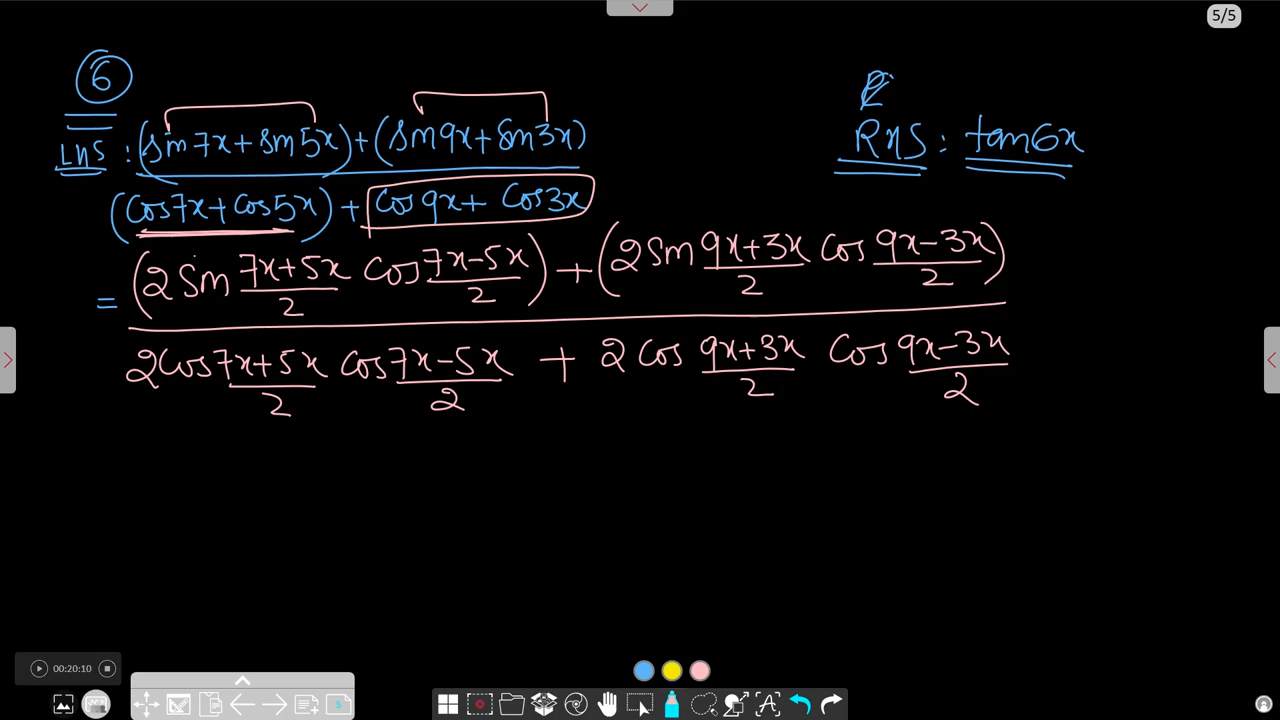 5/5
6
LHS : (sin7x + sin5x) + (sin9x + sin3x)
(cos7x + cos5x) + cos9x + cos3x
RHS : tan6x
= (2 sin 7x+5x/2 cos 7x-5x/2) + (2 sin 9x+3x/2 cos 9x-3x/2)
2cos 7x+5x/2 cos 7x-5x/2 + 2 cos 9x+3x/2 cos 9x-3x/2
00:20:10
5